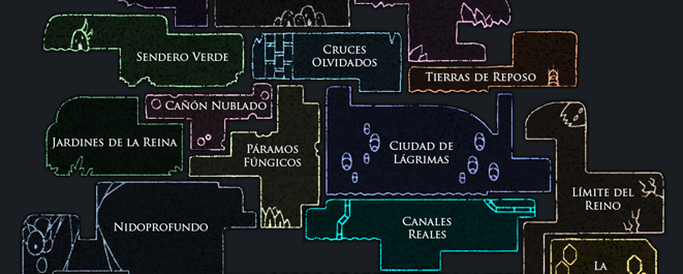 SENDERO VERDE
CRUCES
OLVIDADOS
TIERRAS DE REPOSO
CAÑÓN NUBLADO
JARDINES DE LA REINA
PÁRAMOS
FÚNGICOS
CIUDAD DE
LÁGRIMAS
LÍMITE DEL
REINO
NIDOPROFUNDO
CANALES
REALES
LA